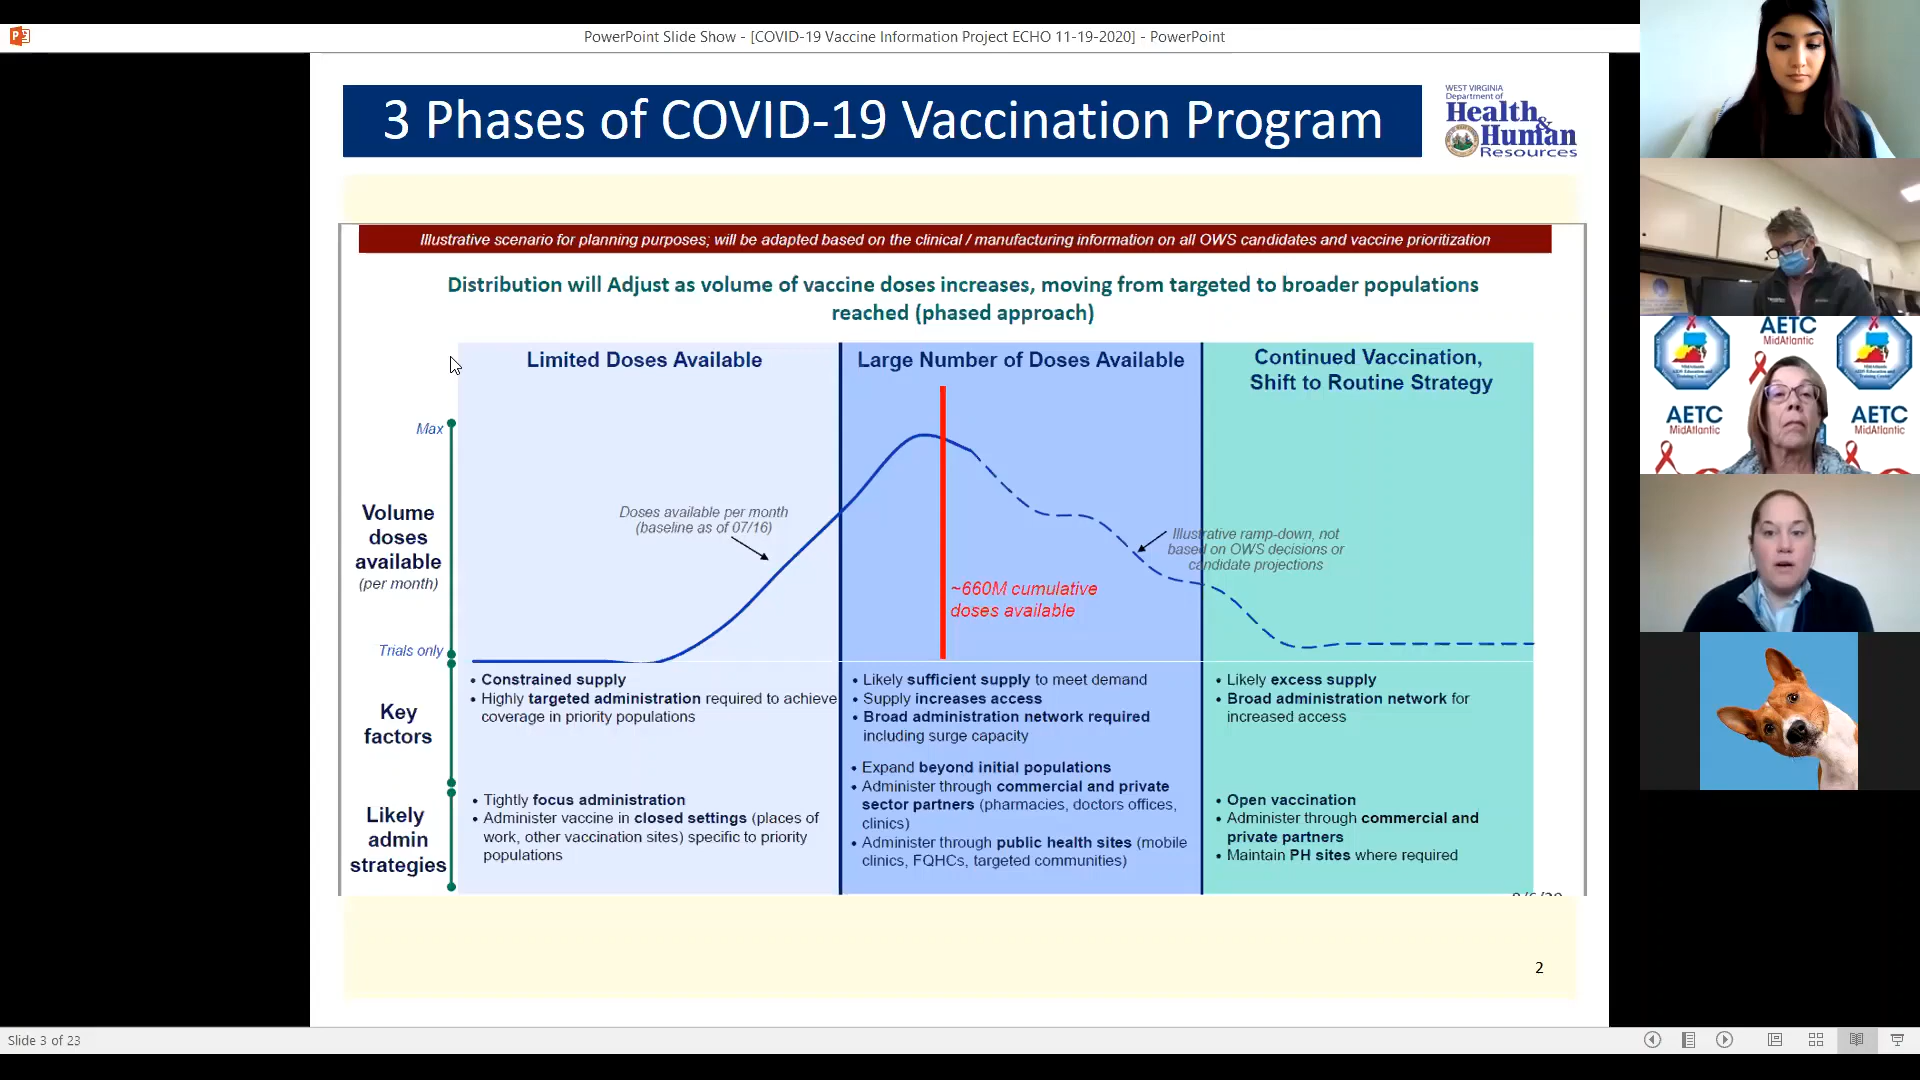 PowerPoint Slide Show - [COVID-19 Vaccine Information Project ECHO 11-19-2020] - PowerPoint
3 Phases of COVID-19 Vaccination Program
WEST VIRGINIA
Department of
Health
&
Human
Resources
Illustrative scenario for planning purposes; will be adapted based on the clinical / manufacturing information on all OWS candidates and vaccine prioritization
Distribution will Adjust as volume of vaccine doses increases, moving from targeted to broader populations
reached (phased approach)
Limited Doses Available
Large Number of Doses Available
Continued Vaccination,
Shift to Routine Strategy
Max
Volume
doses
available
(per month)
Trials only
Doses available per month
(baseline as of 07/16)
~660M cumulative
doses available
Illustrative ramp-down, not
based on OWS decisions or
candidate projections
Key
factors
• Constrained supply
• Highly targeted administration required to achieve
coverage in priority populations
• Likely sufficient supply to meet demand
• Supply increases access
• Broad administration network required
including surge capacity
• Likely excess supply
• Broad administration network for
increased access
Likely
admin
strategies
• Tightly focus administration
• Administer vaccine in closed settings (places of
work, other vaccination sites) specific to priority
populations
• Expand beyond initial populations
• Administer through commercial and private
sector partners (pharmacies, doctors offices,
clinics)
• Administer through public health sites (mobile
clinics, FQHCs, targeted communities)
• Open vaccination
• Administer through commercial and
private partners
• Maintain PH sites where required
2
Slide 3 of 23
AETC
MidAtlantic
AETC
MidAtlantic
AETC
MidAtlantic